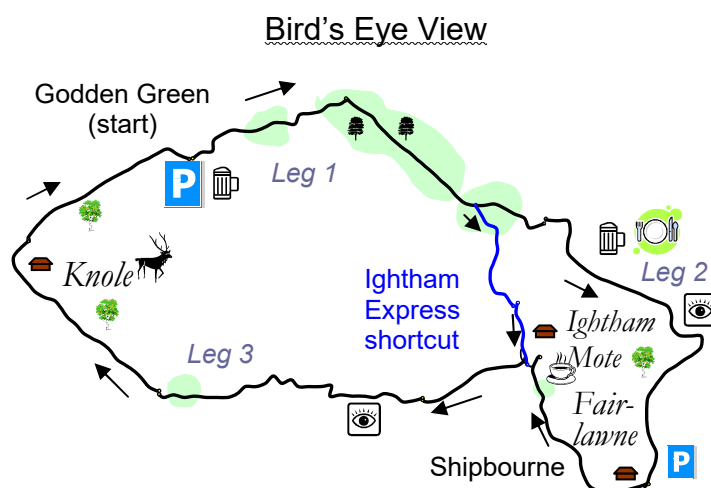 Bird's Eye View
Godden Green
(start)
P
Leg 1
Knole
Leg 2
Ightham
Express
shortcut
Ightham
Mote
Leg 3
Fair-
lawne
Shipbourne
P